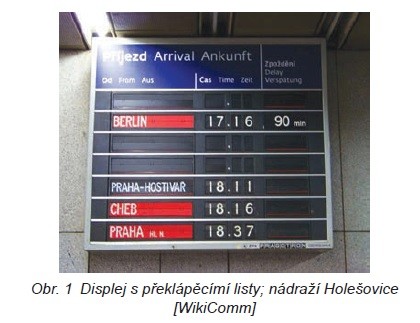 Příjezd Arrival Ankunft
Zpoždění
Delay
Verspätung
Od From Aus Čas Time Zeit
BERLIN 17.16 90 min
PRAHA-HOSTIVAR 18.11
CHEB 18.16
PRAHA HL. N. 18.37
PRAGOTRON
Obr. 1 Displej s překlápěcími listy; nádraží Holešovice
[WikiComm]